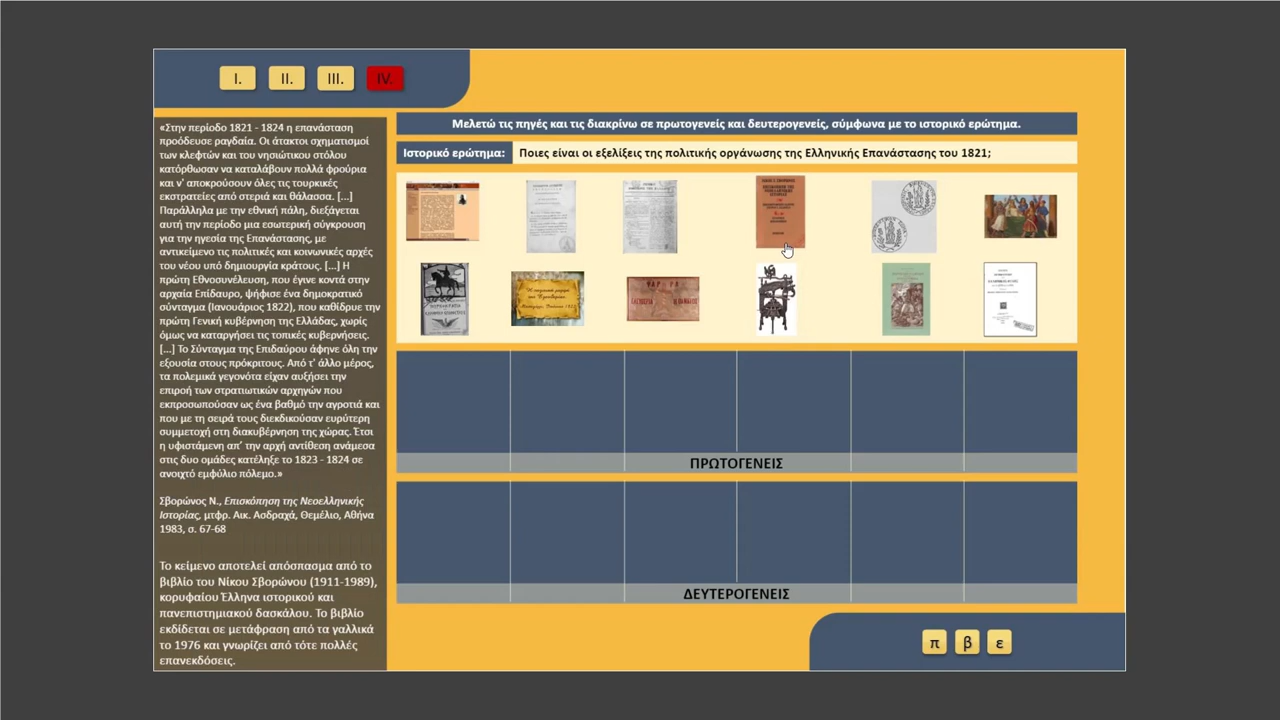 I. II. III. IV.
Μελετώ τις πηγές και τις διακρίνω σε πρωτογενείς και δευτερογενείς, σύμφωνα με το ιστορικό ερώτημα.
Ιστορικό ερώτημα: Ποιες είναι οι εξελίξεις της πολιτικής οργάνωσης της Ελληνικής Επανάστασης του 1821;
«Στην περίοδο 1821 - 1824 η επανάσταση
προόδευσε ραγδαία. Οι άτακτοι σχηματισμοί
των κλεφτών και του νησιώτικου στόλου
κατόρθωσαν να καταλάβουν πολλά φρούρια
και ν' αποκρούσουν όλες τις τουρκικές
εκστρατείες από στεριά και θάλασσα. [...]
Παράλληλα με την εθνική πάλη, διεξάγεται
αυτή την περίοδο μια εσωτερική σύγκρουση
για την ηγεσία της Επανάστασης, με
αντικείμενο τις πολιτικές και κοινωνικές αρχές
του νέου υπό δημιουργία κράτους. [...] Η
πρώτη Εθνοσυνέλευση, που έγινε κοντά στην
αρχαία Επίδαυρο, ψήφισε ένα δημοκρατικό
σύνταγμα (Ιανουάριος 1822), που καθίδρυε την
πρώτη Γενική κυβέρνηση της Ελλάδας, χωρίς
όμως να καταργήσει τις τοπικές κυβερνήσεις.
[...] Το Σύνταγμα της Επιδαύρου άφηνε όλη την
εξουσία στους πρόκριτους. Από τ' άλλο μέρος,
τα πολεμικά γεγονότα είχαν αυξήσει την
επιροή των στρατιωτικών αρχηγών που
εκπροσωπούσαν ως ένα βαθμό την αγροτιά και
που με τη σειρά τους διεκδικούσαν ευρύτερη
συμμετοχή στη διακυβέρνηση της χώρας. Έτσι
η υφιστάμενη απ' την αρχή αντίθεση ανάμεσα
στις δυο ομάδες κατέληξε το 1823 - 1824 σε
ανοιχτό εμφύλιο πόλεμο.»
Σβορώνος Ν., Επισκόπηση της Νεοελληνικής
Ιστορίας, μτφρ. Αικ. Ασδραχά, Θεμέλιο, Αθήνα
1983, σ. 67-68
Το κείμενο αποτελεί απόσπασμα από το
βιβλίο του Νίκου Σβορώνου (1911-1989),
κορυφαίου Έλληνα ιστορικού και
πανεπιστημιακού δασκάλου. Το βιβλίο
εκδίδεται σε μετάφραση από τα γαλλικά
το 1976 και γνωρίζει από τότε πολλές
επανεκδόσεις.
ΠΡΩΤΟΓΕΝΕΙΣ
ΔΕΥΤΕΡΟΓΕΝΕΙΣ
π β ε